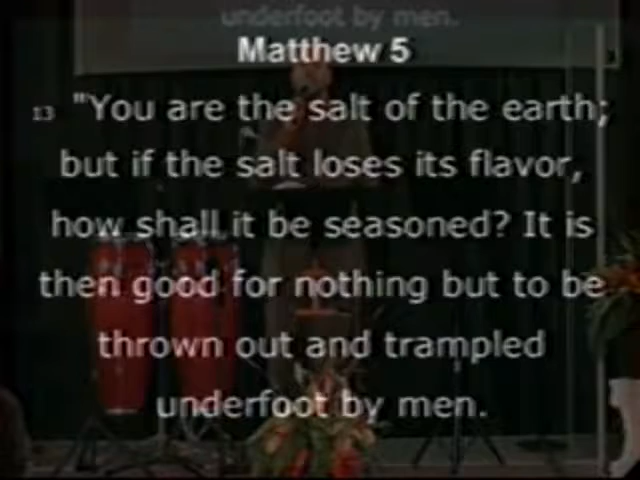 underfoot by men.
Matthew 5
13 "You are the salt of the earth;
but if the salt loses its flavor,
how shall it be seasoned? It is
then good for nothing but to be
thrown out and trampled
underfoot by men.